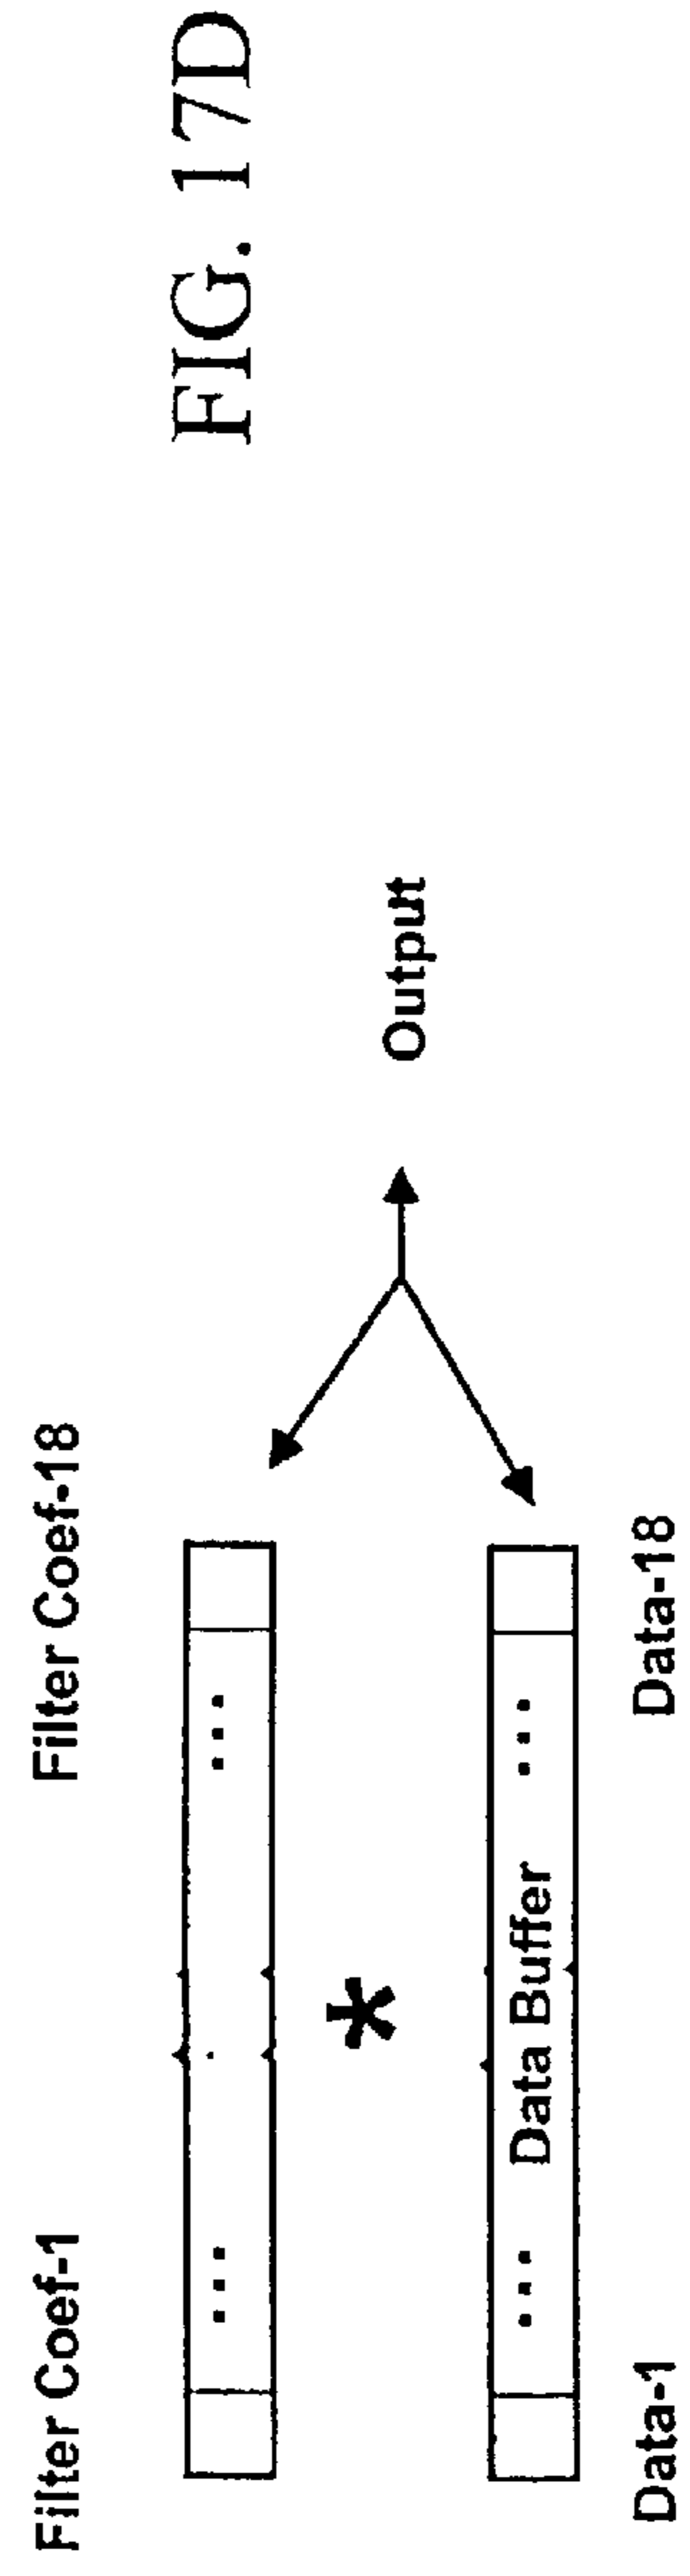 Filter Coef-1
Filter Coef-18
...
...
*
Output
... Data Buffer ...
Data-1
Data-18
FIG. 17D